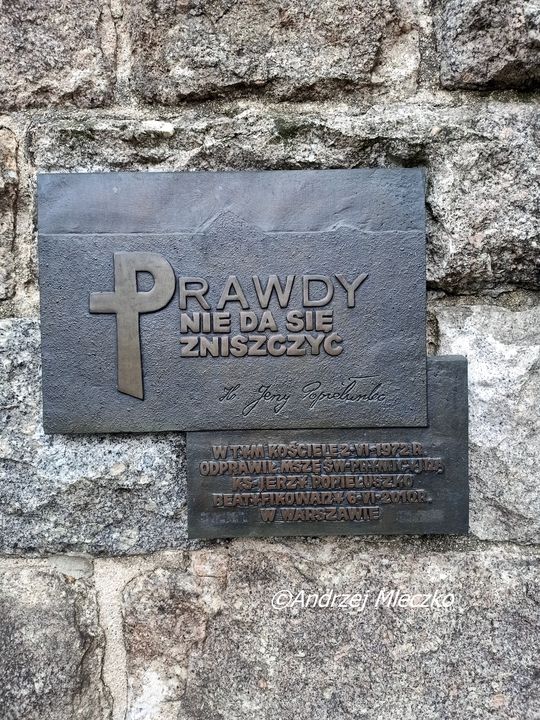 PRAWDY
NIE DA SIĘ
ZNISZCZYĆ
Ks Jerzy Popiełuszko
W TYM KOŚCIELE 2·VI·1972 R.
ODPRAWIŁ MSZĘ ŚW·PRYMICYJNĄ
KS·JERZY POPIEŁUSZKO
BEATYFIKOWANY 6·VI·2010 R.
W WARSZAWIE
©Andrzej Mleczko